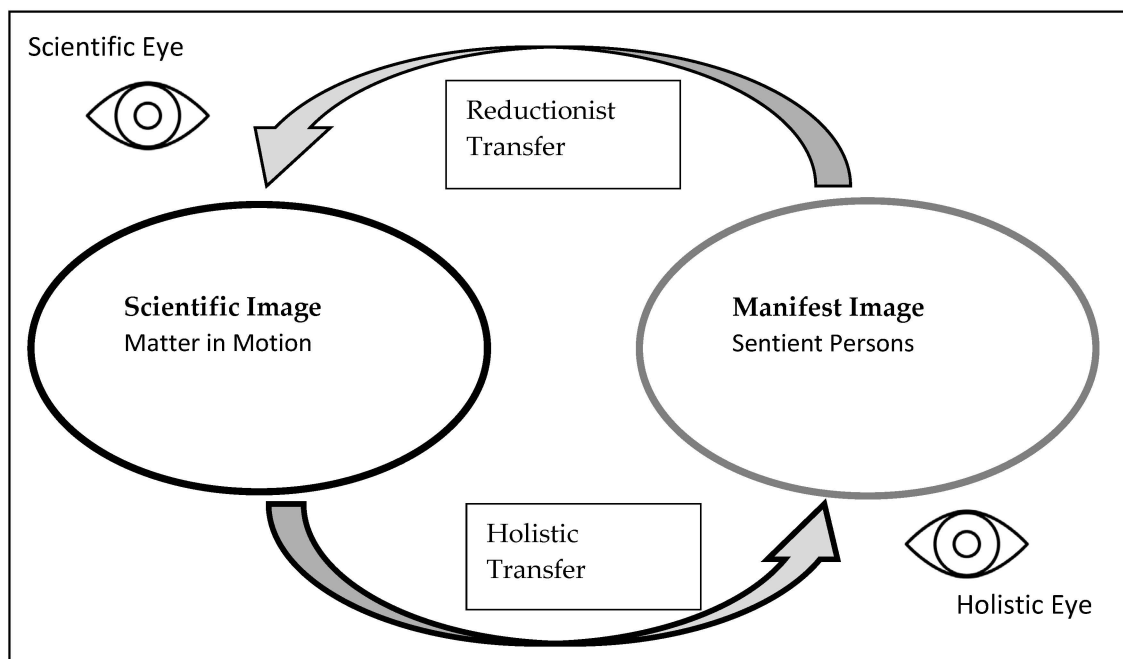 Scientific Eye
Reductionist
Transfer
Scientific Image
Matter in Motion
Manifest Image
Sentient Persons
Holistic
Transfer
Holistic Eye